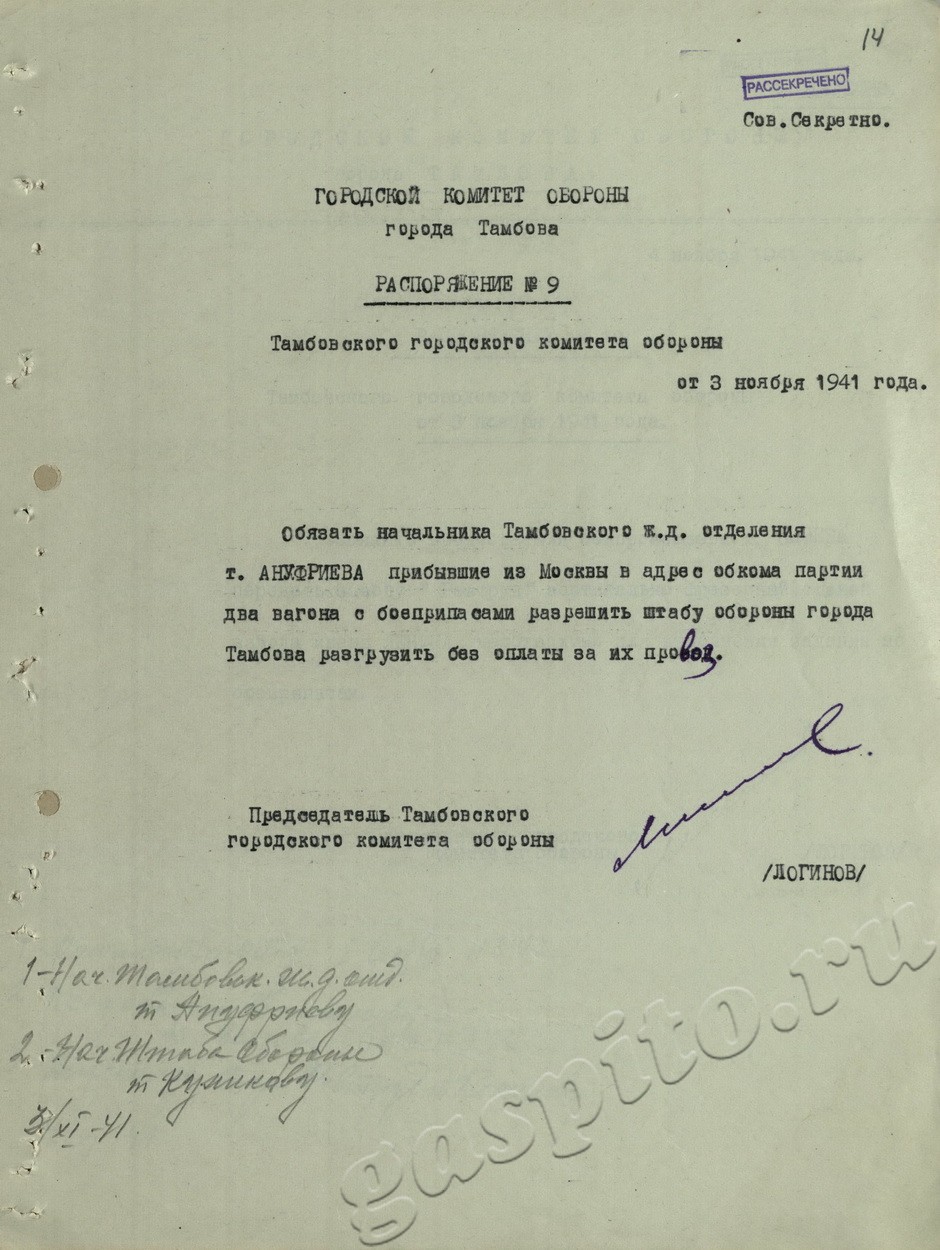 14
РАССЕКРЕЧЕНО
Сов.Секретно.
ГОРОДСКОЙ КОМИТЕТ ОБОРОНЫ
города Тамбова
РАСПОРЯЖЕНИЕ № 9
Тамбовского городского комитета обороны
от 3 ноября 1941 года.
Обязать начальника Тамбовского ж.д. отделения
т. АНУФРИЕВА прибывшие из Москвы в адрес обкома партии
два вагона с боеприпасами разрешить штабу обороны города
Тамбова разгрузить без оплаты за их провоз.
Председатель Тамбовского
городского комитета обороны
/ЛОГИНОВ/
1-Нач. Тамбовск. ж.д. отд.
т Ануфриеву
2.-Нач Штаба Обороны
т Куликову.
3/XI-41.
gaspito.ru